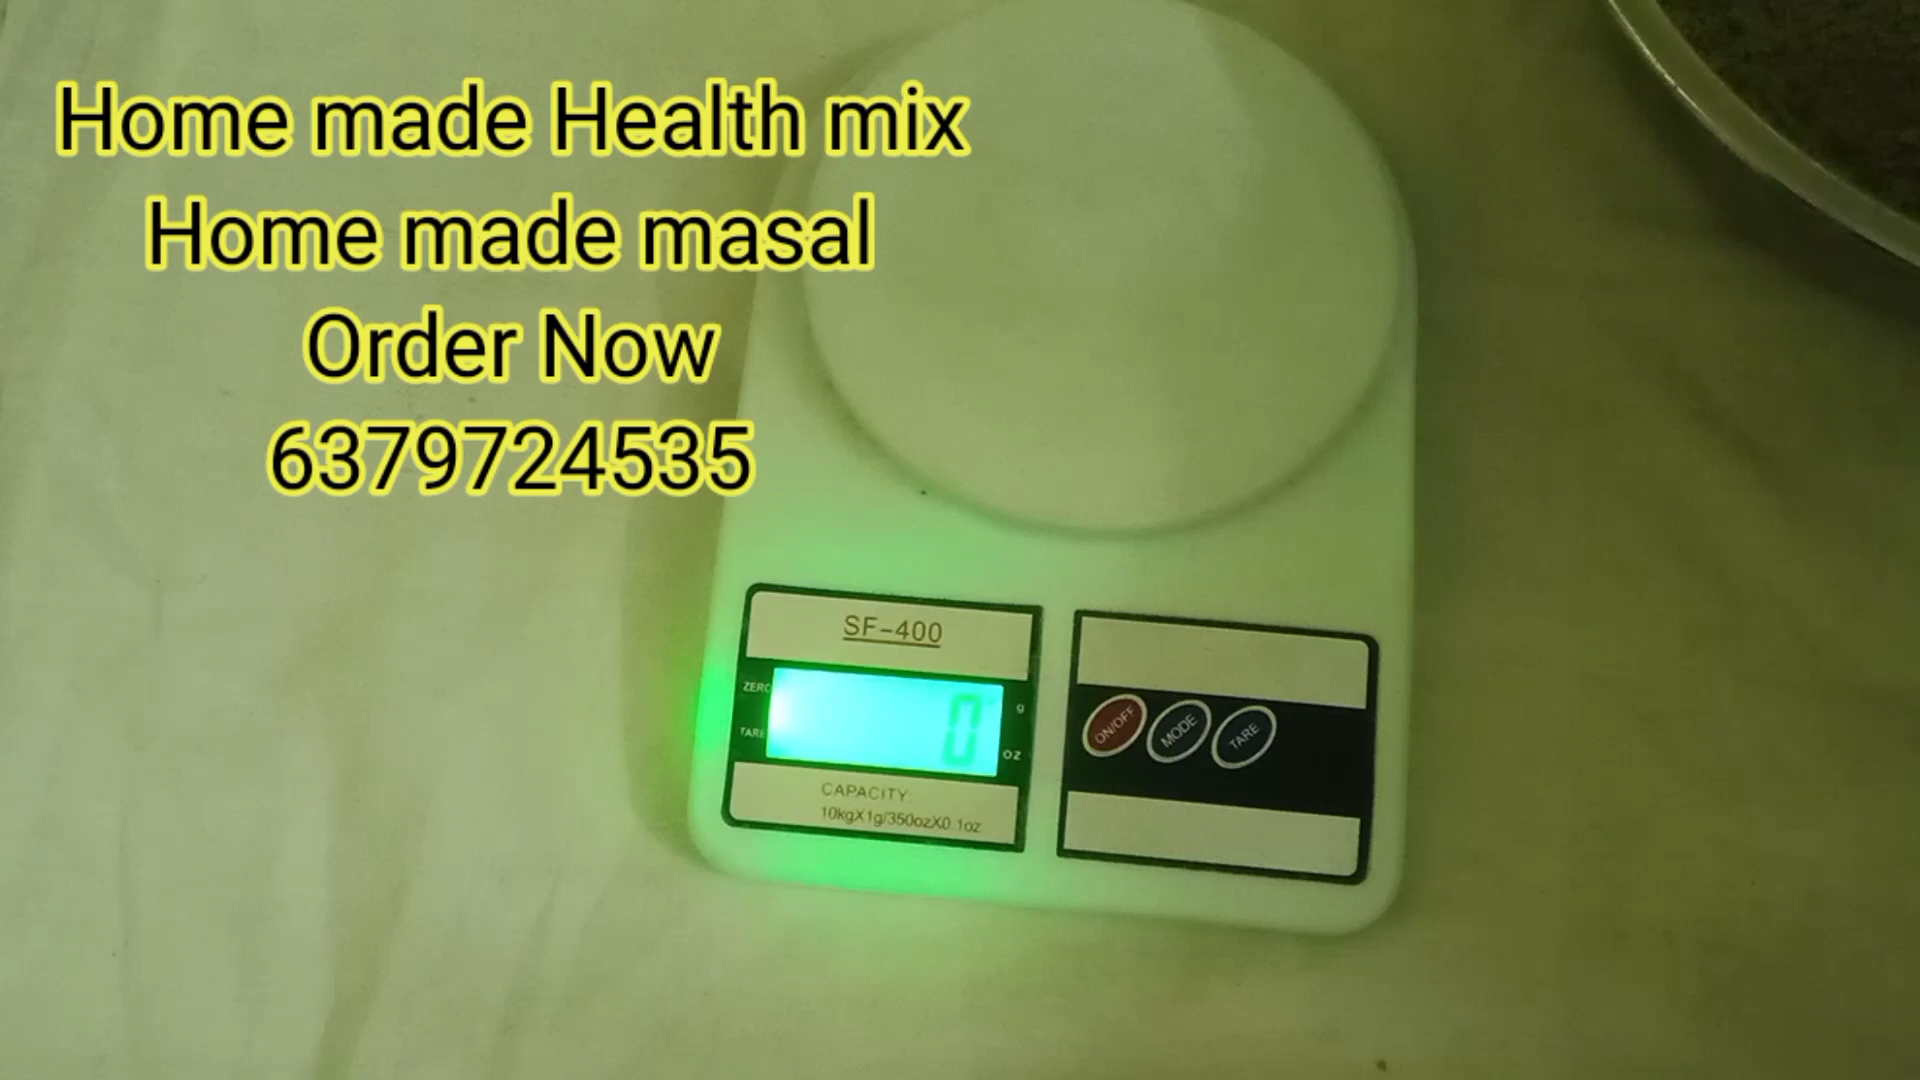 Home made Health mix
Home made masal
Order Now
6379724535
SF-400
ZERO
g
0
TARE
oz
CAPACITY:
10kgX1g/350ozX0.1oz
ON/OFF
MODE
TARE